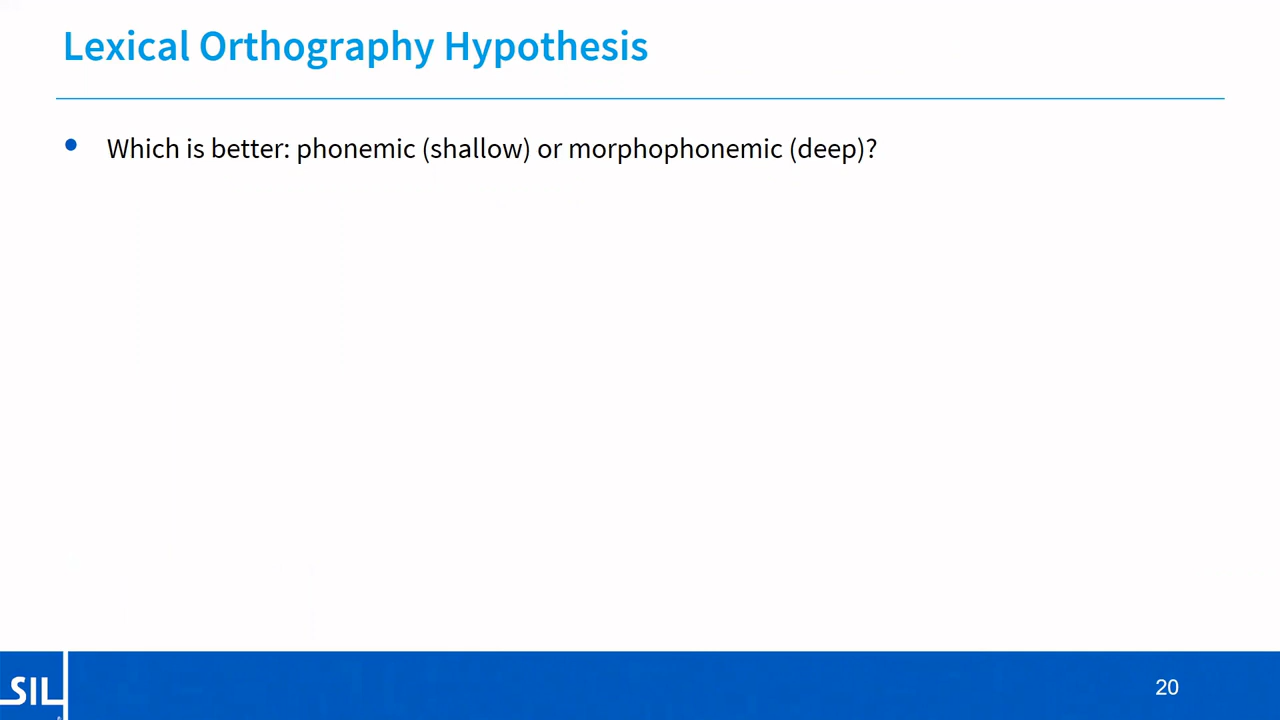 Lexical Orthography Hypothesis
• Which is better: phonemic (shallow) or morphophonemic (deep)?
SIL
20